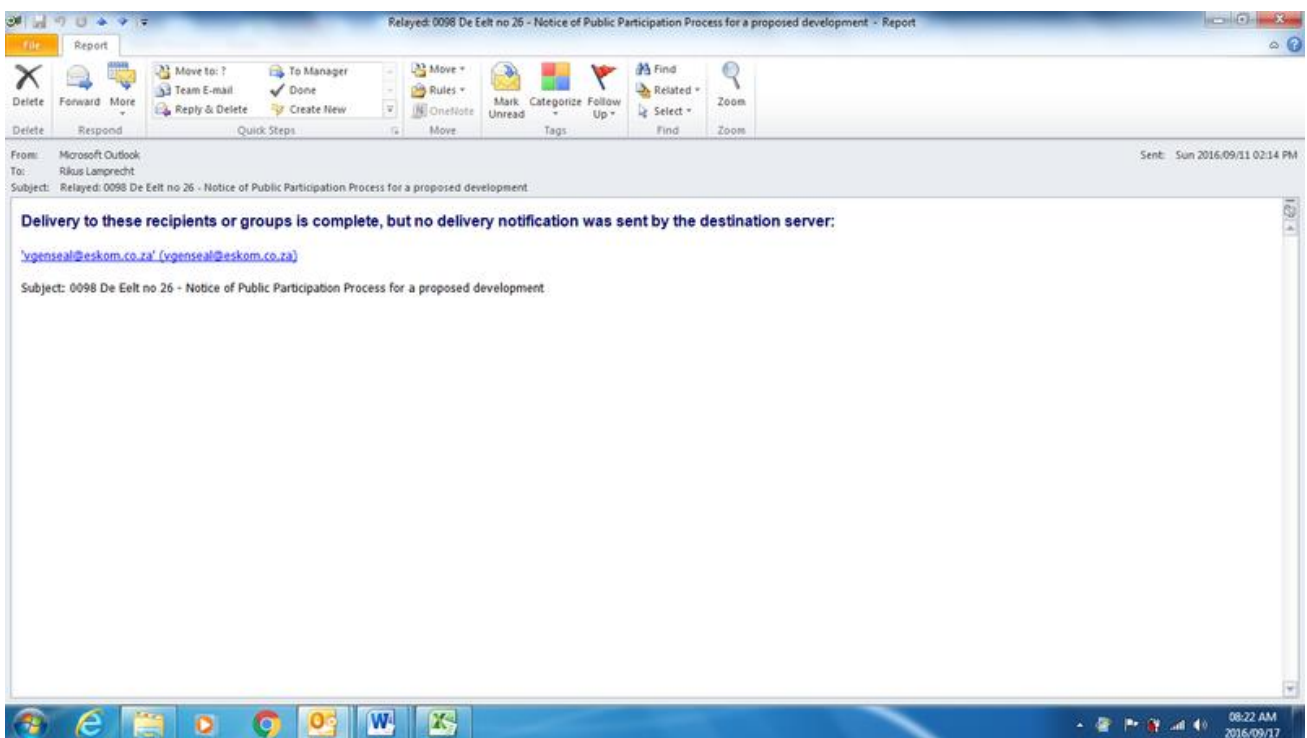 Relayed: 0098 De Eelt no 26 - Notice of Public Participation Process for a proposed development - Report
File Report
Move to: ? To Manager Move Find
Team E-mail Done Rules Related
Delete Forward More Reply & Delete Create New OneNote Mark Unread Categorize Follow Up Select Zoom
Delete Respond Quick Steps Move Tags Find Zoom
From: Microsoft Outlook Sent: Sun 2016/09/11 02:14 PM
To: Rikus Lamprecht
Subject: Relayed: 0098 De Eelt no 26 - Notice of Public Participation Process for a proposed development
Delivery to these recipients or groups is complete, but no delivery notification was sent by the destination server:
'vgenseal@eskom.co.za' (vgenseal@eskom.co.za)
Subject: 0098 De Eelt no 26 - Notice of Public Participation Process for a proposed development
08:22 AM
2016/09/17